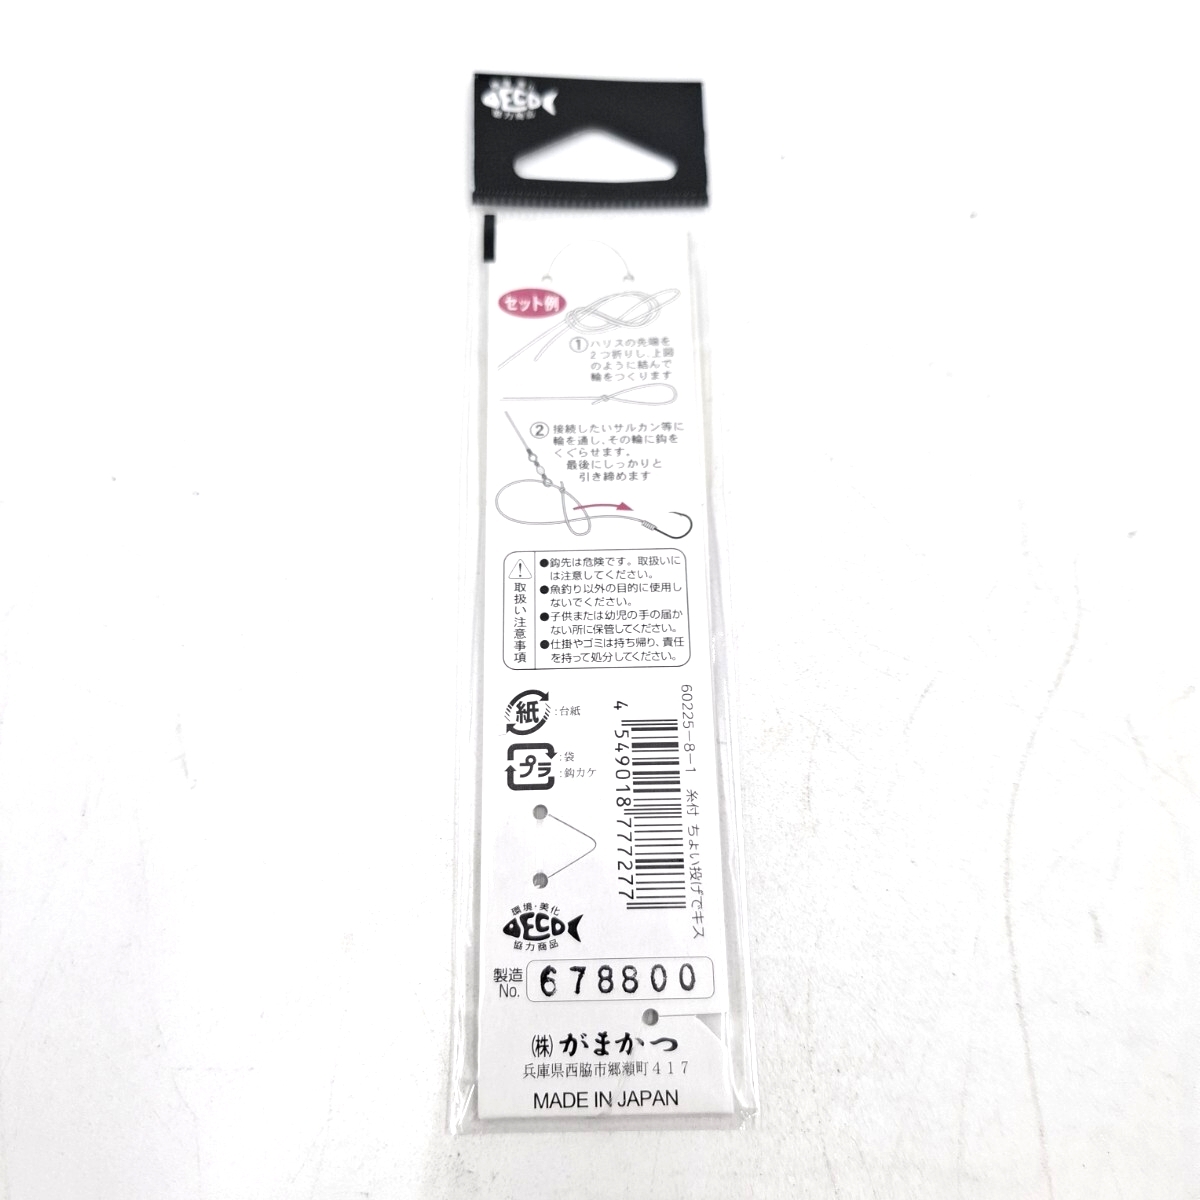 ECO
協力商品
セット例
① ハリスの先端を
2つ折りし、上図
のように結んで
輪をつくります
② 接続したいサルカン等に
輪を通し、その輪に鈎を
くぐらせます。
最後にしっかりと
引き締めます
取扱い注意事項
●鈎先は危険です。取扱いに
は注意してください。
●魚釣り以外の目的に使用し
ないでください。
●子供または幼児の手の届か
ない所に保管してください。
●仕掛やゴミは持ち帰り、責任
を持って処分してください。
紙
:台紙
プラ
:袋
:鈎カケ
60225-8-1 糸付 ちょい投げでキス
4 549018 777277
環境・美化
ECO
協力商品
製造
No.
678800
(株)がまかつ
兵庫県西脇市郷瀬町417
MADE IN JAPAN